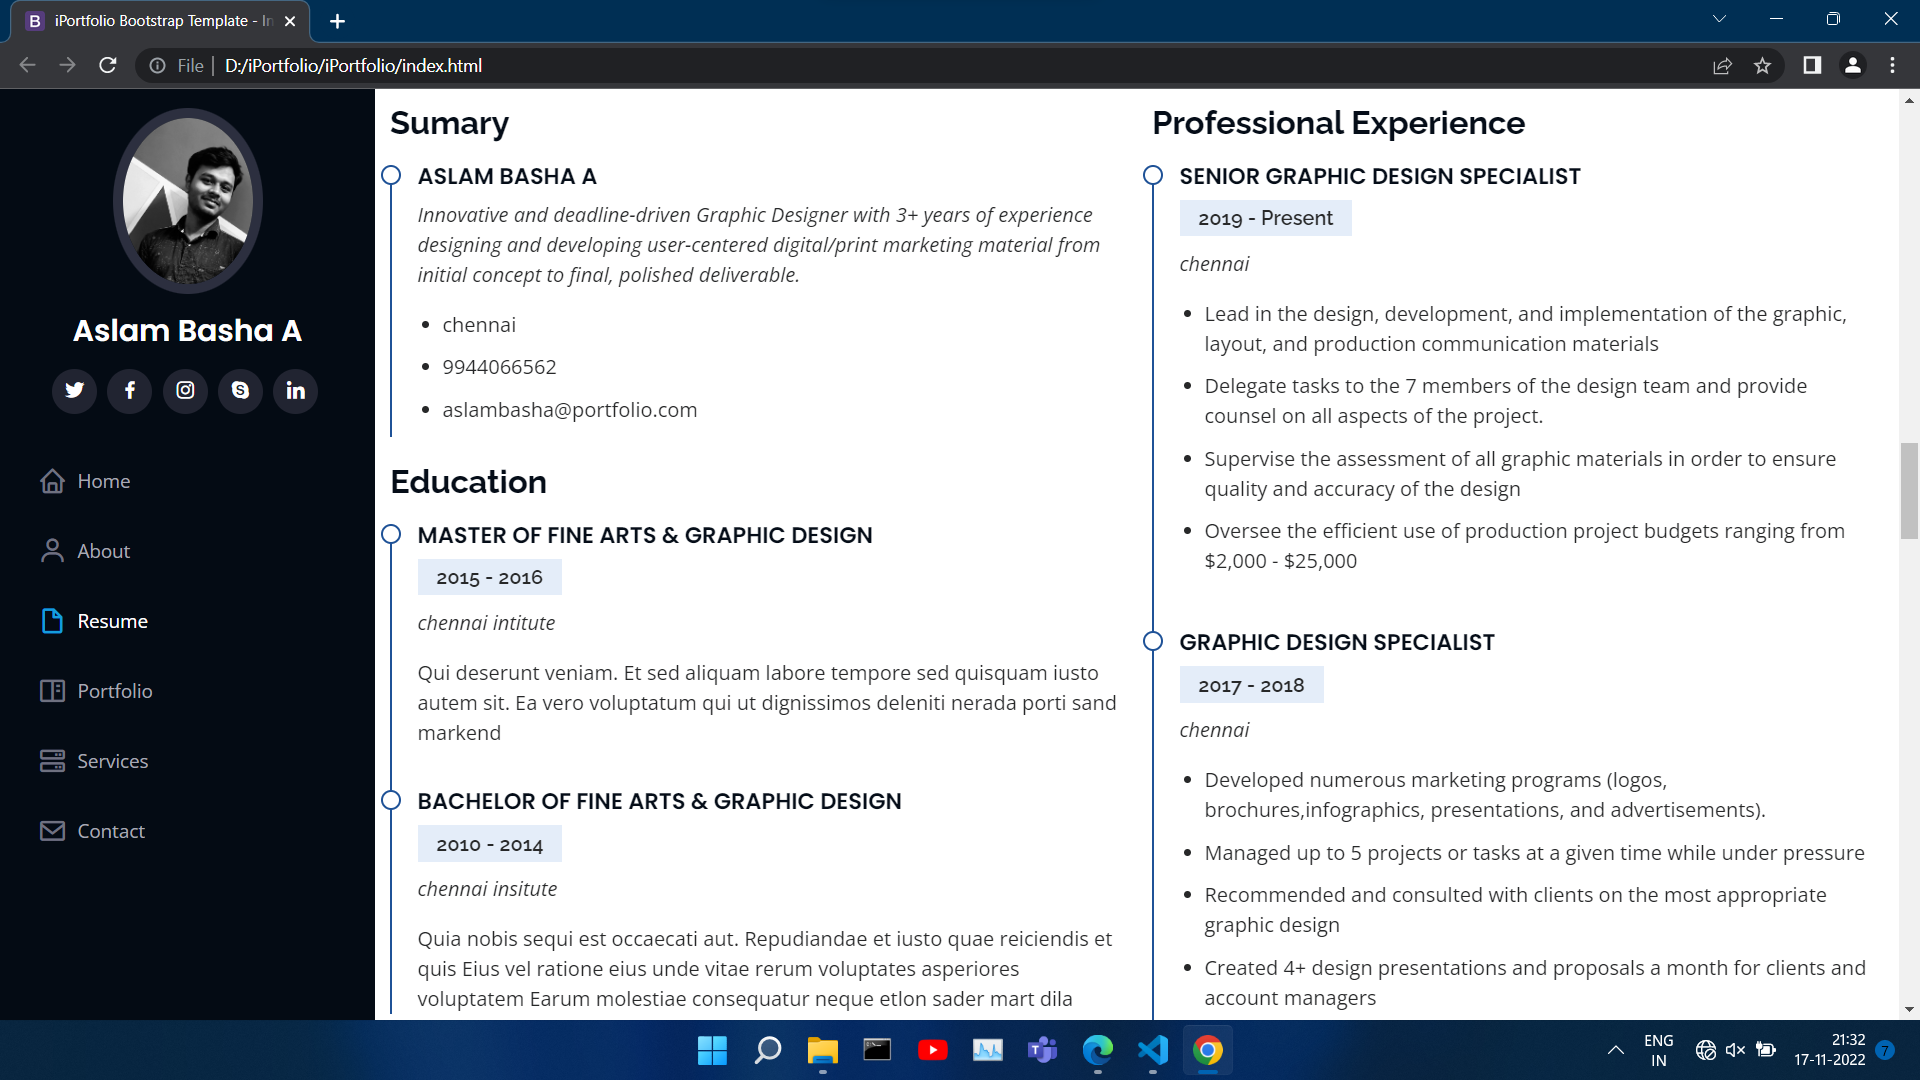 iPortfolio Bootstrap Template - In
File | D:/iPortfolio/iPortfolio/index.html
Aslam Basha A
Home
About
Resume
Portfolio
Services
Contact
Sumary
ASLAM BASHA A
Innovative and deadline-driven Graphic Designer with 3+ years of experience
designing and developing user-centered digital/print marketing material from
initial concept to final, polished deliverable.
chennai
9944066562
aslambasha@portfolio.com
Education
MASTER OF FINE ARTS & GRAPHIC DESIGN
2015 - 2016
chennai intitute
Qui deserunt veniam. Et sed aliquam labore tempore sed quisquam iusto
autem sit. Ea vero voluptatum qui ut dignissimos deleniti nerada porti sand
markend
BACHELOR OF FINE ARTS & GRAPHIC DESIGN
2010 - 2014
chennai insitute
Quia nobis sequi est occaecati aut. Repudiandae et iusto quae reiciendis et
quis Eius vel ratione eius unde vitae rerum voluptates asperiores
voluptatem Earum molestiae consequatur neque etlon sader mart dila
Professional Experience
SENIOR GRAPHIC DESIGN SPECIALIST
2019 - Present
chennai
Lead in the design, development, and implementation of the graphic,
layout, and production communication materials
Delegate tasks to the 7 members of the design team and provide
counsel on all aspects of the project.
Supervise the assessment of all graphic materials in order to ensure
quality and accuracy of the design
Oversee the efficient use of production project budgets ranging from
$2,000 - $25,000
GRAPHIC DESIGN SPECIALIST
2017 - 2018
chennai
Developed numerous marketing programs (logos,
brochures,infographics, presentations, and advertisements).
Managed up to 5 projects or tasks at a given time while under pressure
Recommended and consulted with clients on the most appropriate
graphic design
Created 4+ design presentations and proposals a month for clients and
account managers
ENG
IN
21:32
17-11-2022
7